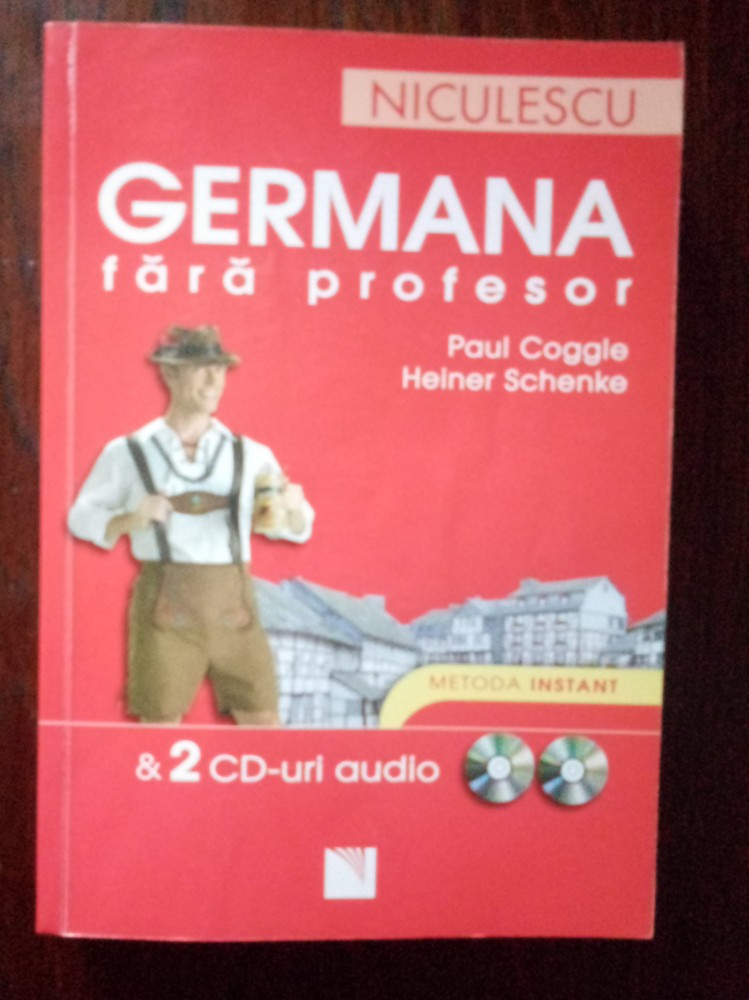 NICULESCU
GERMANA
fără profesor
Paul Coggle
Heiner Schenke
METODA INSTANT
& 2 CD-uri audio